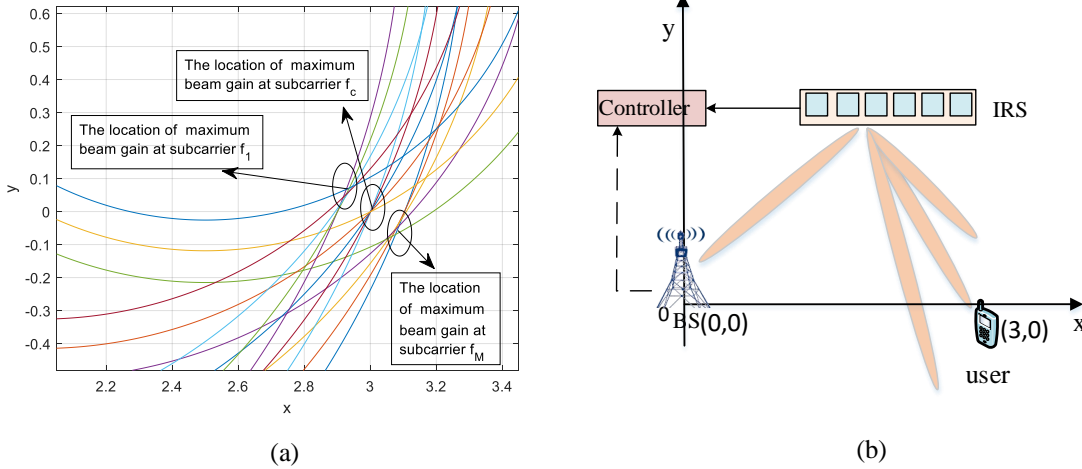 0.6
0.5
0.4
0.3
0.2
0.1
0
-0.1
-0.2
-0.3
-0.4
y
The location of maximum
beam gain at subcarrier f_c
The location of maximum
beam gain at subcarrier f_1
The location
of maximum
beam gain at
subcarrier f_M
2.2
2.4
2.6
2.8
3
3.2
3.4
x
(a)
y
Controller
IRS
0
BS
(0,0)
(3,0)
x
user
(b)